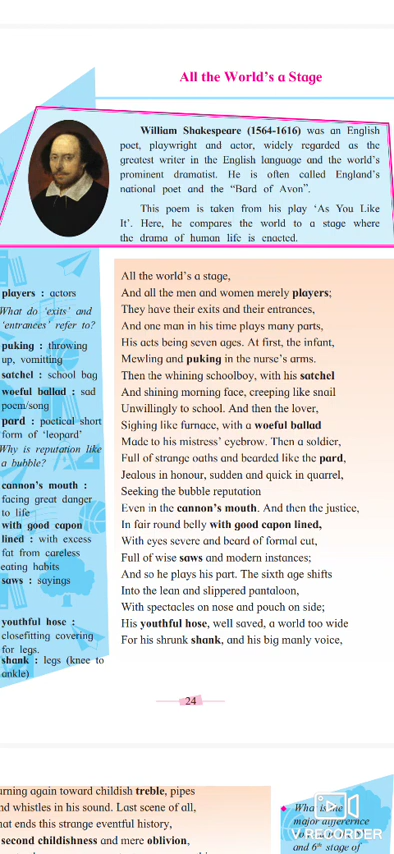 All the World's a Stage
William Shakespeare (1564-1616) was an English
poet, playwright and actor, widely regarded as the
greatest writer in the English language and the world's
prominent dramatist. He is often called England's
national poet and the “Bard of Avon”.
This poem is taken from his play ‘As You Like
It’. Here, he compares the world to a stage where
the drama of human life is enacted.
players : actors
What do ‘exits’ and
‘entrances’ refer to?
puking : throwing
up, vomitting
satchel : school bag
woeful ballad : sad
poem/song
pard : poetical short
form of ‘leopard’
Why is reputation like
a bubble?
cannon's mouth :
facing great danger
to life
with good capon
lined : with excess
fat from careless
eating habits
saws : sayings
youthful hose :
closefitting covering
for legs.
shank : legs (knee to
ankle)
All the world's a stage,
And all the men and women merely players;
They have their exits and their entrances,
And one man in his time plays many parts,
His acts being seven ages. At first, the infant,
Mewling and puking in the nurse's arms.
Then the whining schoolboy, with his satchel
And shining morning face, creeping like snail
Unwillingly to school. And then the lover,
Sighing like furnace, with a woeful ballad
Made to his mistress' eyebrow. Then a soldier,
Full of strange oaths and bearded like the pard,
Jealous in honour, sudden and quick in quarrel,
Seeking the bubble reputation
Even in the cannon's mouth. And then the justice,
In fair round belly with good capon lined,
With eyes severe and beard of formal cut,
Full of wise saws and modern instances;
And so he plays his part. The sixth age shifts
Into the lean and slippered pantaloon,
With spectacles on nose and pouch on side;
His youthful hose, well saved, a world too wide
For his shrunk shank, and his big manly voice,
24
urning again toward childish treble, pipes
nd whistles in his sound. Last scene of all,
hat ends this strange eventful history,
second childishness and mere oblivion,
What is the
major
V RECORDER
and 6th stage of